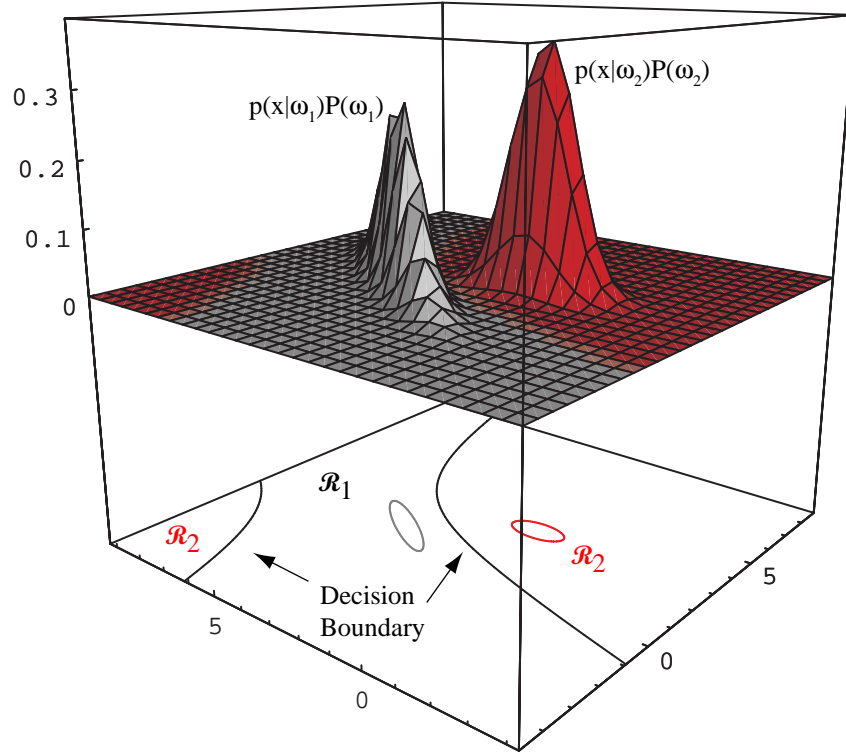 p(x|ω₂)P(ω₂)
0.3
p(x|ω₁)P(ω₁)
0.2
0.1
0
ℛ₁
ℛ₂
ℛ₂
5
Decision
Boundary
5
0
0